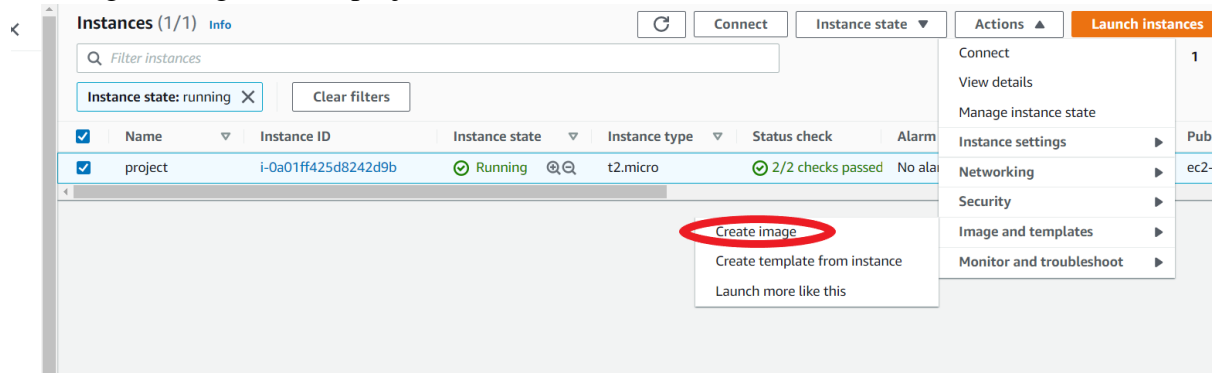 Instances (1/1) Info Connect Instance state Actions Launch instances
Filter instances 1
Instance state: running Clear filters
Connect
View details
Manage instance state
Name Instance ID Instance state Instance type Status check Alarm Instance settings Pub
project i-0a01ff425d8242d9b Running t2.micro 2/2 checks passed No alar Networking ec2-
Security
Create image Image and templates
Create template from instance Monitor and troubleshoot
Launch more like this